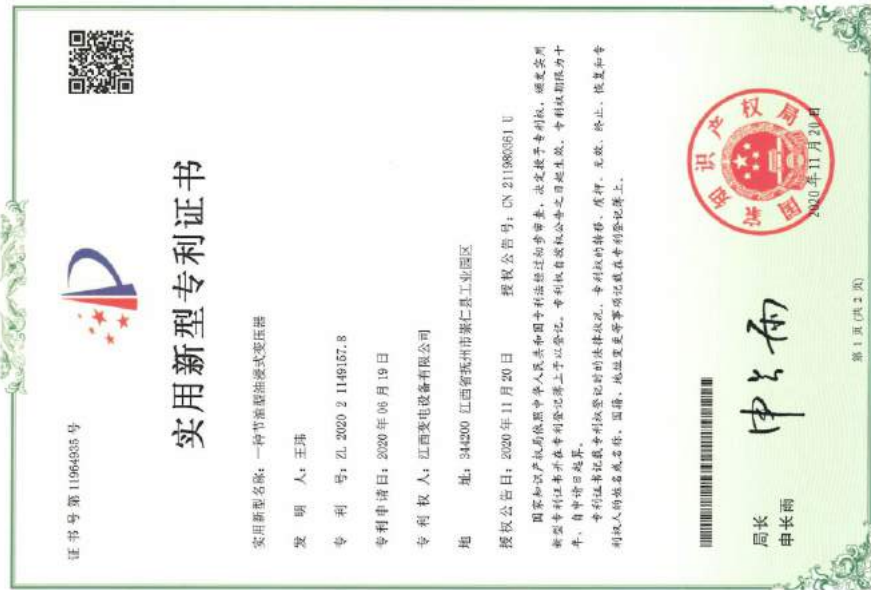 证书号第11964935号
实用新型专利证书
实用新型名称：一种节油型油浸式变压器
发明人：王玮
专利号：ZL 2020 2 1149157.8
专利申请日：2020年06月19日
专利权人：江西变电设备有限公司
地址：344200 江西省抚州市崇仁县工业园区
授权公告日：2020年11月20日 授权公告号：CN 211980361 U
国家知识产权局依照中华人民共和国专利法经过初步审查，决定授予专利权，颁发实用
新型专利证书并在专利登记簿上予以登记。专利权自授权公告之日起生效。专利权期限为十
年，自申请日起算。
专利证书记载专利权登记时的法律状况。专利权的转移、质押、无效、终止、恢复和专
利权人的姓名或名称、国籍、地址变更等事项记载在专利登记簿上。
局长
申长雨
申长雨
国家知识产权局
2020年11月20日
第1页(共2页)